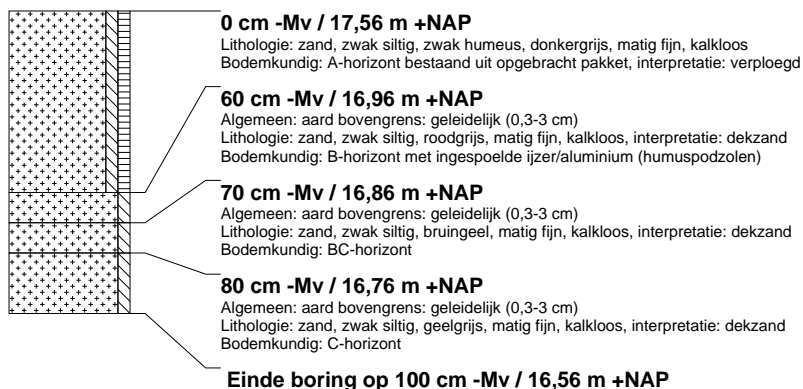 0 cm -Mv / 17,56 m +NAP
Lithologie: zand, zwak siltig, zwak humeus, donkergrijs, matig fijn, kalkloos
Bodemkundig: A-horizont bestaand uit opgebracht pakket, interpretatie: verploegd
60 cm -Mv / 16,96 m +NAP
Algemeen: aard bovengrens: geleidelijk (0,3-3 cm)
Lithologie: zand, zwak siltig, roodgrijs, matig fijn, kalkloos, interpretatie: dekzand
Bodemkundig: B-horizont met ingespoelde ijzer/aluminium (humuspodzolen)
70 cm -Mv / 16,86 m +NAP
Algemeen: aard bovengrens: geleidelijk (0,3-3 cm)
Lithologie: zand, zwak siltig, bruingeel, matig fijn, kalkloos, interpretatie: dekzand
Bodemkundig: BC-horizont
80 cm -Mv / 16,76 m +NAP
Algemeen: aard bovengrens: geleidelijk (0,3-3 cm)
Lithologie: zand, zwak siltig, geelgrijs, matig fijn, kalkloos, interpretatie: dekzand
Bodemkundig: C-horizont
Einde boring op 100 cm -Mv / 16,56 m +NAP